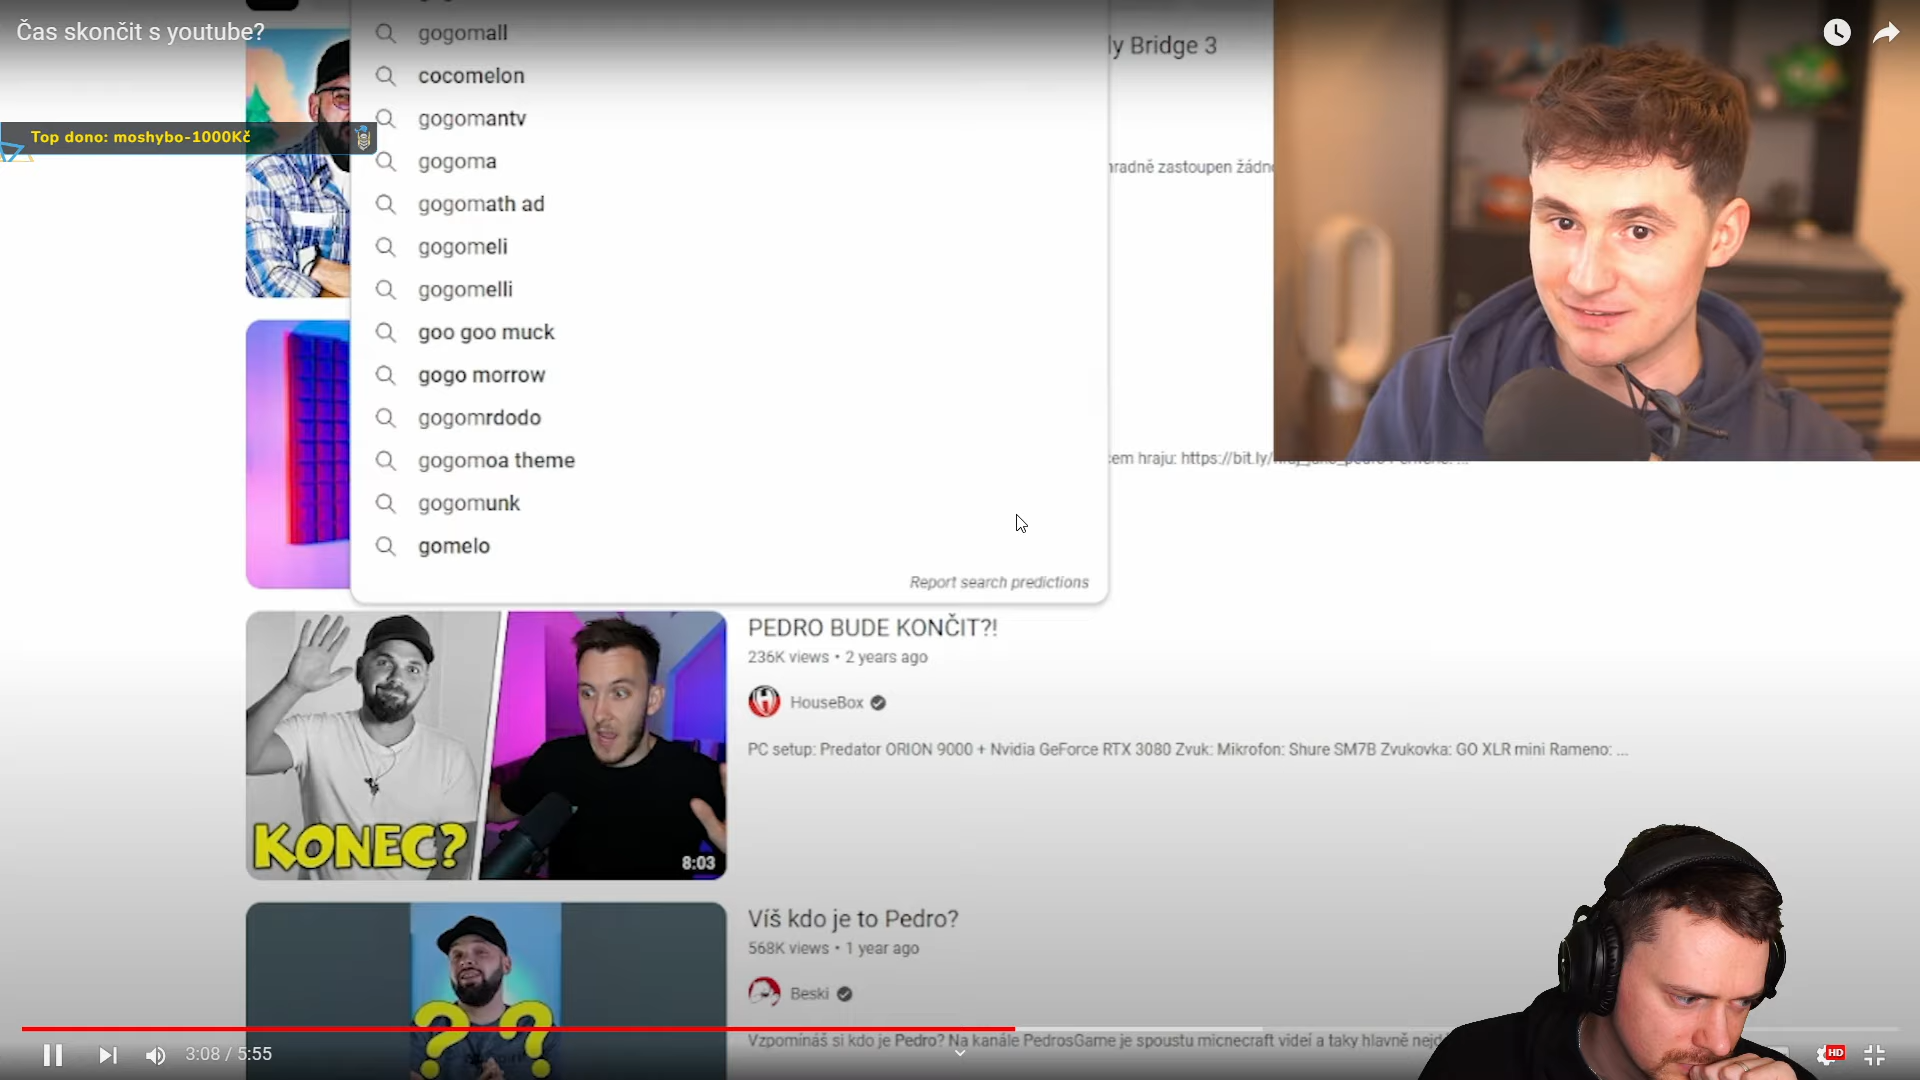 Čas skončit s youtube?
gogomall
ly Bridge 3
cocomelon
gogomantv
Top dono: moshybo-1000Kč
gogoma
hradně zastoupen žádn
gogomath ad
gogomeli
gogomelli
goo goo muck
gogo morrow
gogomrdodo
gogomoa theme
em hraju: https://bit.ly/
gogomunk
gomelo
Report search predictions
PEDRO BUDE KONČIT?!
236K views • 2 years ago
HouseBox
PC setup: Predator ORION 9000 + Nvidia GeForce RTX 3080 Zvuk: Mikrofon: Shure SM7B Zvukovka: GO XLR mini Rameno: ...
KONEC?
8:03
Víš kdo je to Pedro?
568K views • 1 year ago
Beski
??
Vzpomínáš si kdo je Pedro? Na kanále PedrosGame je spoustu micnecraft videí a taky hlavně nejd
3:08 / 5:55
HD